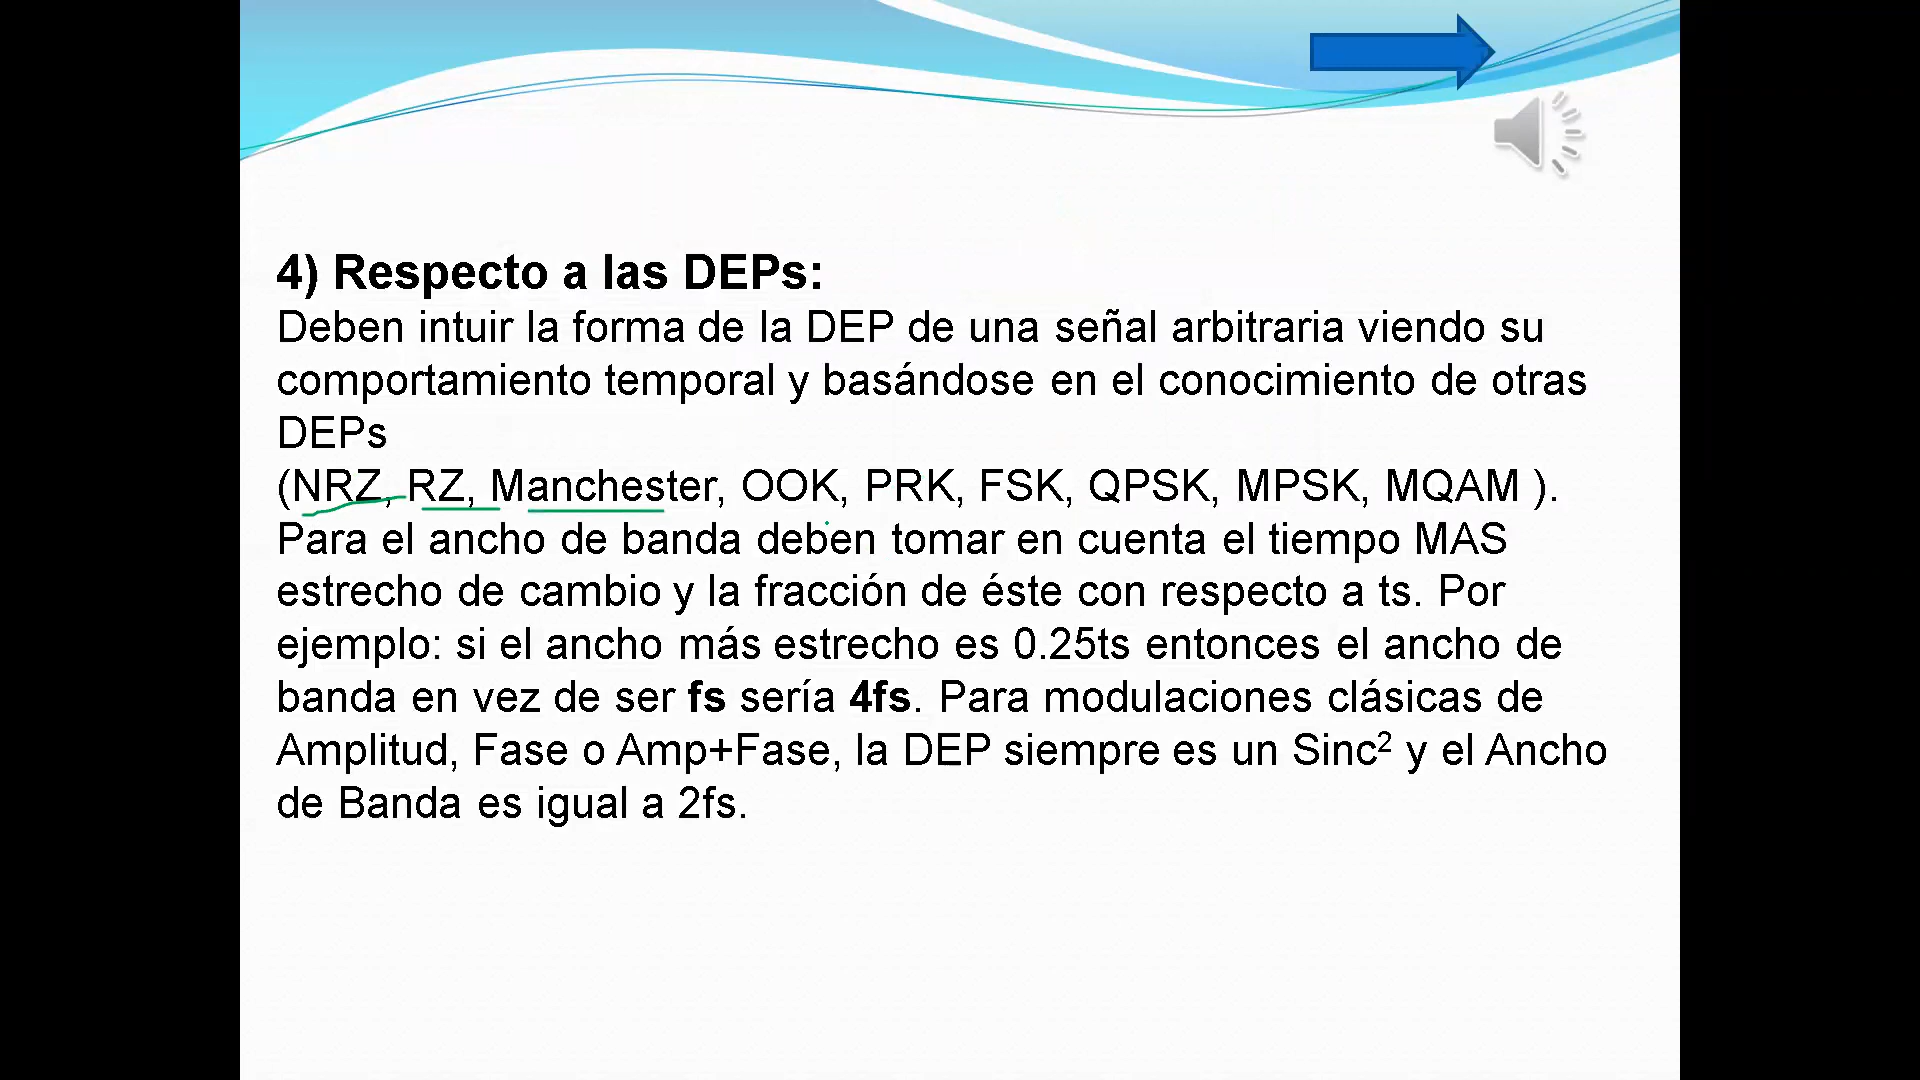 4) Respecto a las DEPs:
Deben intuir la forma de la DEP de una señal arbitraria viendo su
comportamiento temporal y basándose en el conocimiento de otras
DEPs
(NRZ, RZ, Manchester, OOK, PRK, FSK, QPSK, MPSK, MQAM ).
Para el ancho de banda deben tomar en cuenta el tiempo MAS
estrecho de cambio y la fracción de éste con respecto a ts. Por
ejemplo: si el ancho más estrecho es 0.25ts entonces el ancho de
banda en vez de ser fs sería 4fs. Para modulaciones clásicas de
Amplitud, Fase o Amp+Fase, la DEP siempre es un Sinc² y el Ancho
de Banda es igual a 2fs.